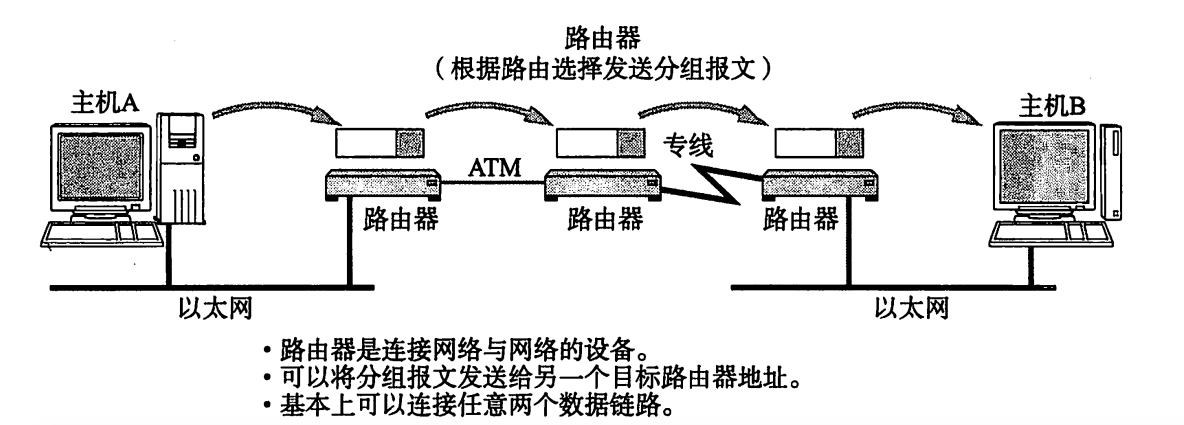 路由器
（根据路由选择发送分组报文）
主机A
主机B
ATM
专线
路由器
路由器
路由器
以太网
以太网
·路由器是连接网络与网络的设备。
·可以将分组报文发送给另一个目标路由器地址。
·基本上可以连接任意两个数据链路。